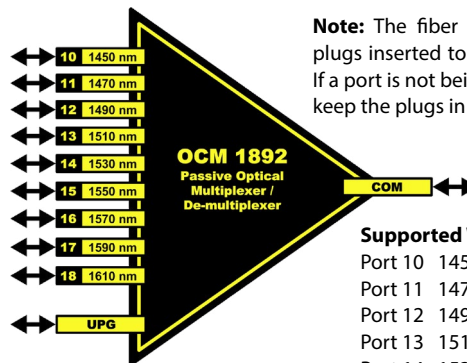 Note: The fiber
plugs inserted to
If a port is not bei
keep the plugs in
10 1450 nm
11 1470 nm
12 1490 nm
13 1510 nm
14 1530 nm
15 1550 nm
16 1570 nm
17 1590 nm
18 1610 nm
UPG
OCM 1892
Passive Optical
Multiplexer /
De-multiplexer
COM
Supported
Port 10 145
Port 11 147
Port 12 149
Port 13 151